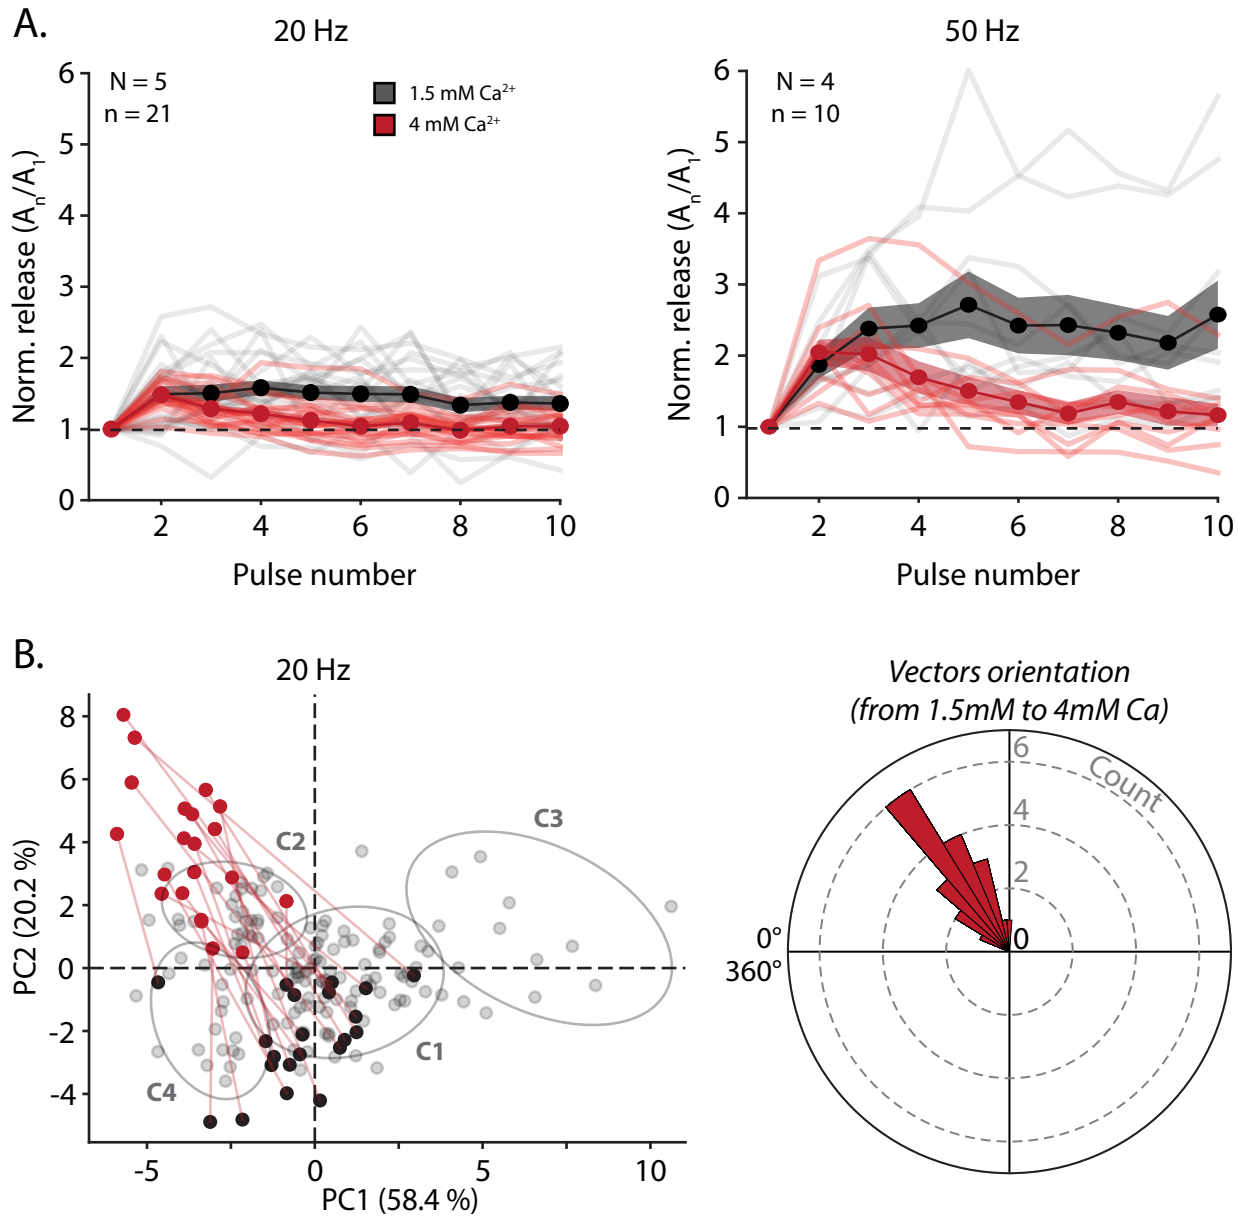 A.
20 Hz
N = 5
n = 21
1.5 mM Ca²⁺
4 mM Ca²⁺
Norm. release (Aₙ/A₁)
6
5
4
3
2
1
0
2 4 6 8 10
Pulse number
50 Hz
N = 4
n = 10
Norm. release (Aₙ/A₁)
6
5
4
3
2
1
0
2 4 6 8 10
Pulse number
B.
20 Hz
PC2 (20.2 %)
8
6
4
2
0
-2
-4
C2
C3
C1
C4
-5 0 5 10
PC1 (58.4 %)
Vectors orientation
(from 1.5mM to 4mM Ca)
6
Count
4
2
0
0°
360°